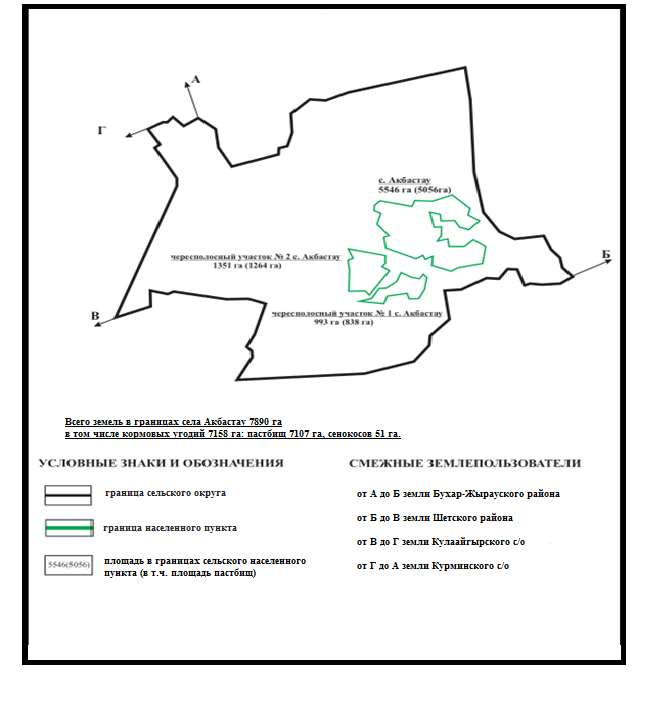 А
Г
с. Акбастау
5546 га (5056га)
Б
чересполосный участок № 2 с. Акбастау
1351 га (1264 га)
В
чересполосный участок № 1 с. Акбастау
993 га (838 га)
Всего земель в границах села Акбастау 7890 га
в том числе кормовых угодий 7158 га: пастбищ 7107 га, сенокосов 51 га.
УСЛОВНЫЕ ЗНАКИ И ОБОЗНАЧЕНИЯ
граница сельского округа
граница населенного пункта
5546(5056)
площадь в границах сельского населенного
пункта (в т.ч. площадь пастбищ)
СМЕЖНЫЕ ЗЕМЛЕПОЛЬЗОВАТЕЛИ
от А до Б земли Бухар-Жырауского района
от Б до В земли Шетского района
от В до Г земли Кулаайгырского с/о
от Г до А земли Курминского с/о